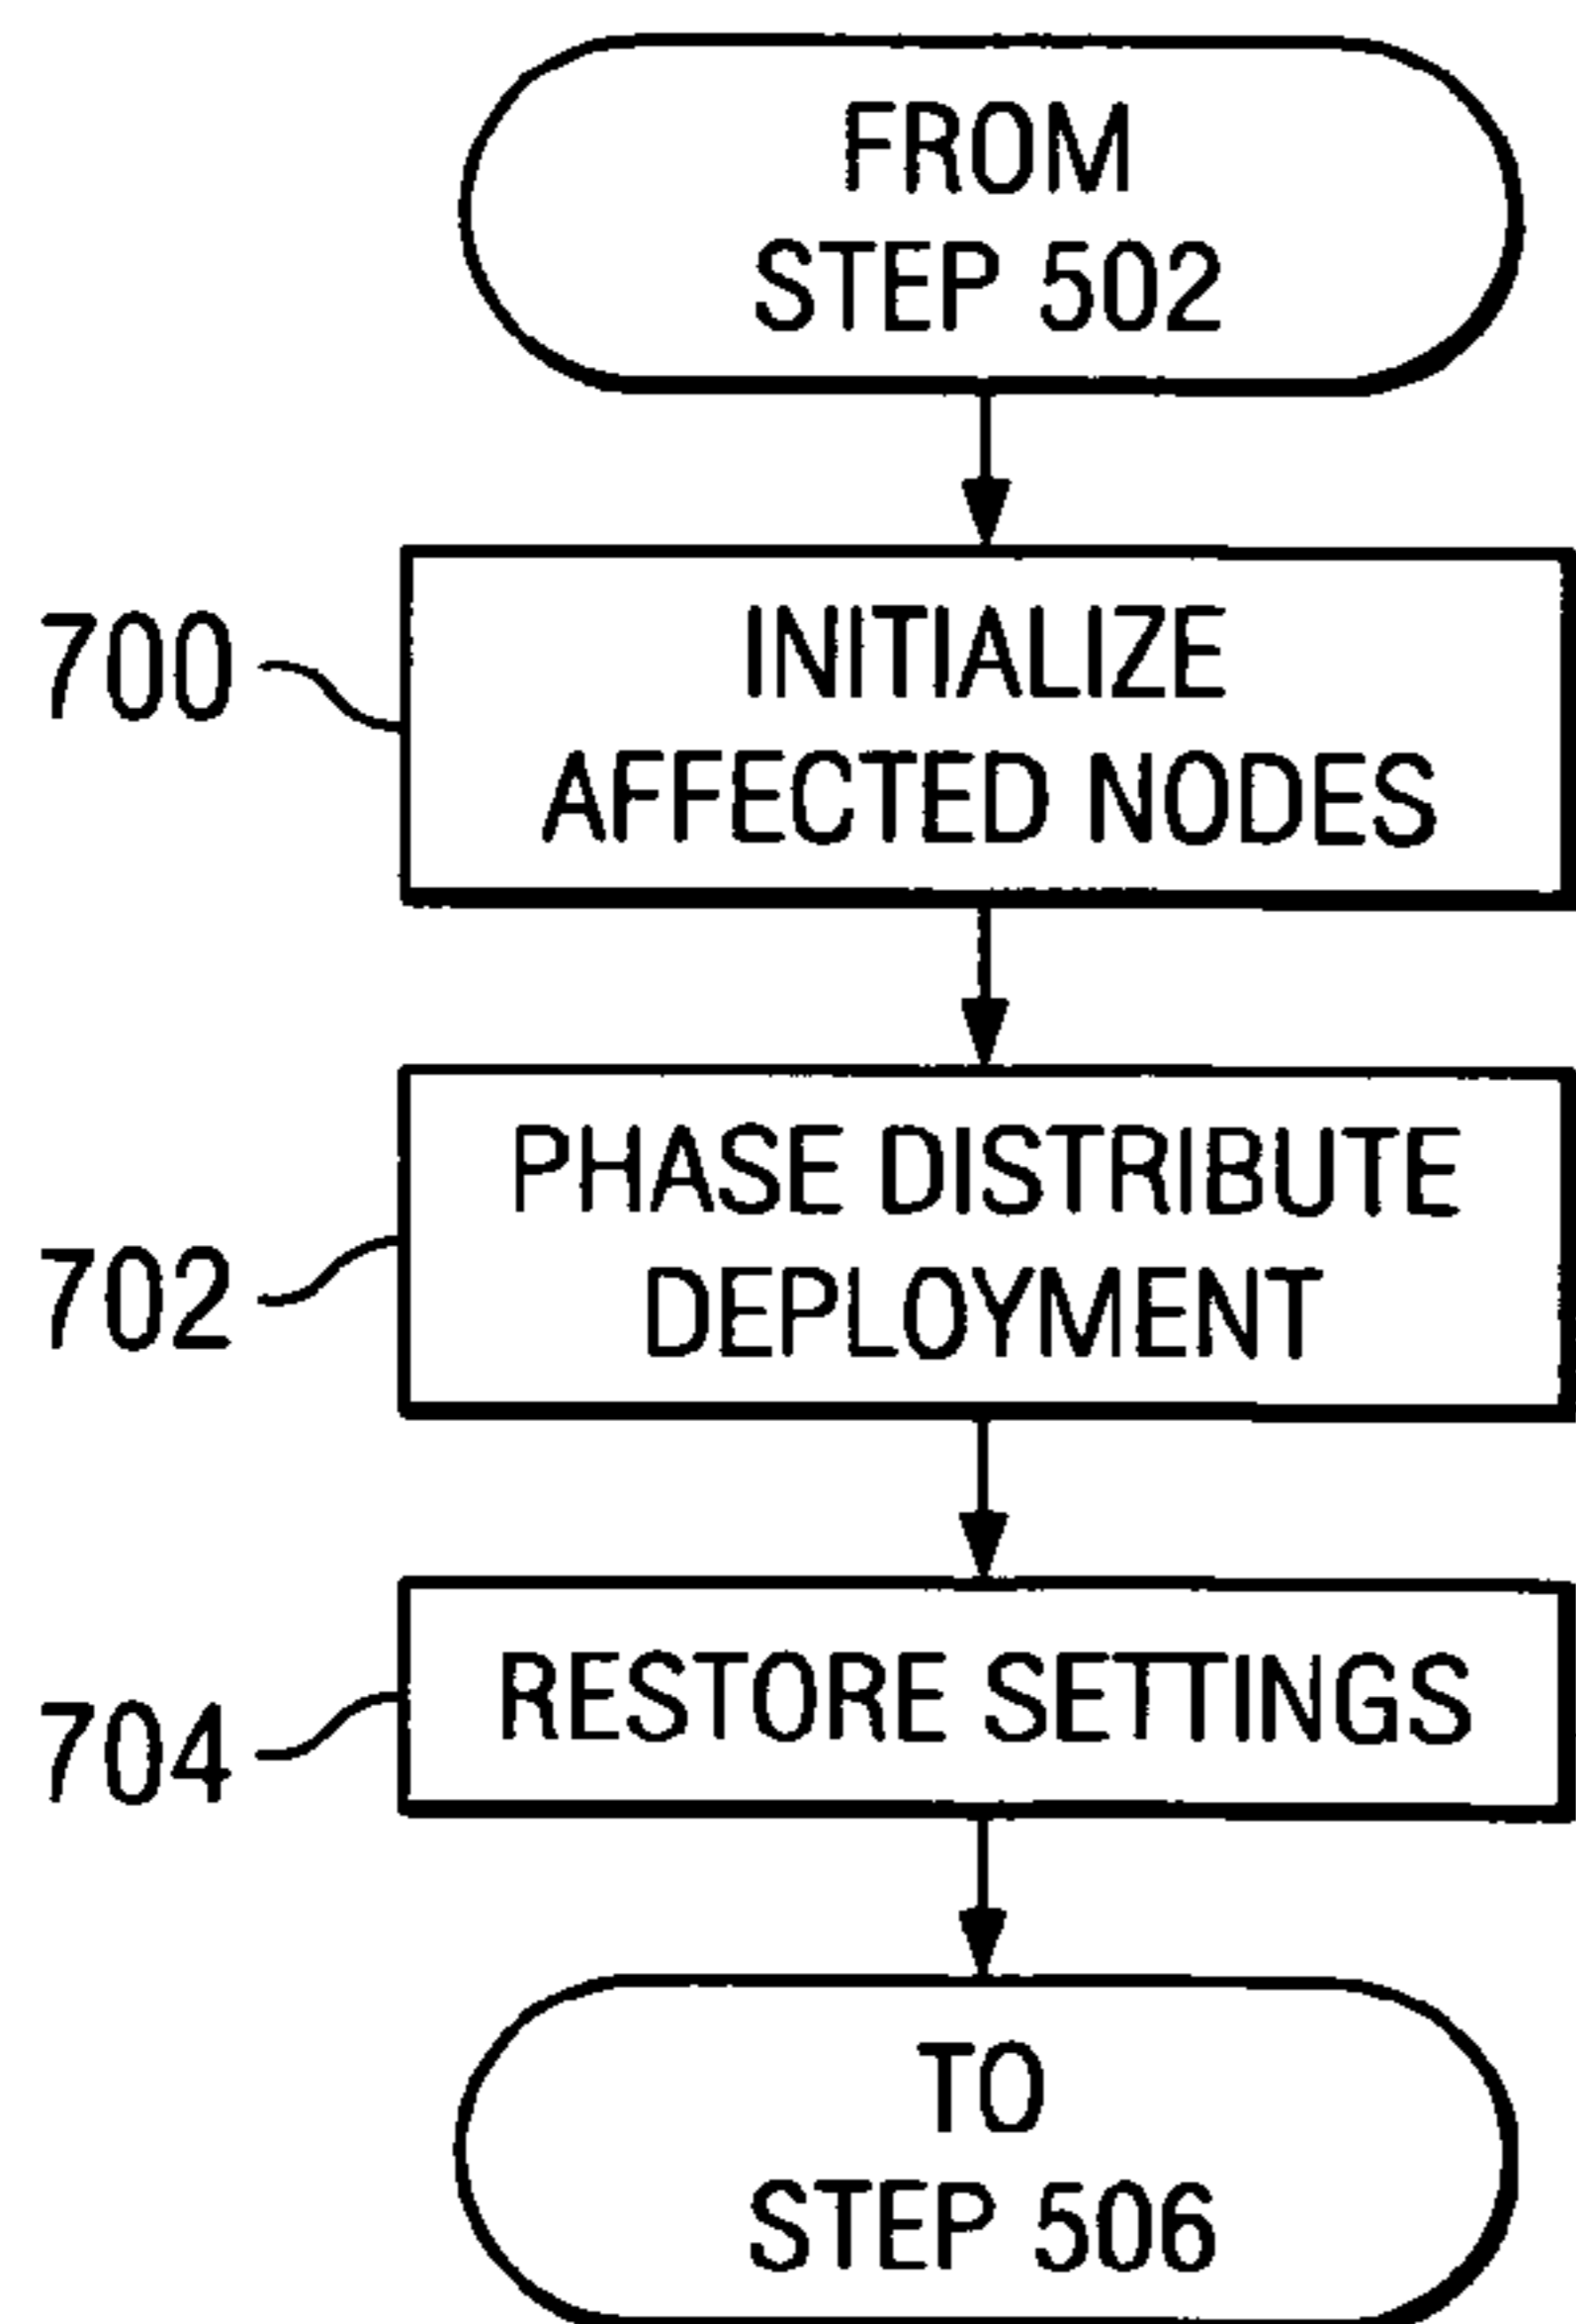 FROM
STEP 502
700
INITIALIZE
AFFECTED NODES
702
PHASE DISTRIBUTE
DEPLOYMENT
704
RESTORE SETTINGS
TO
STEP 506